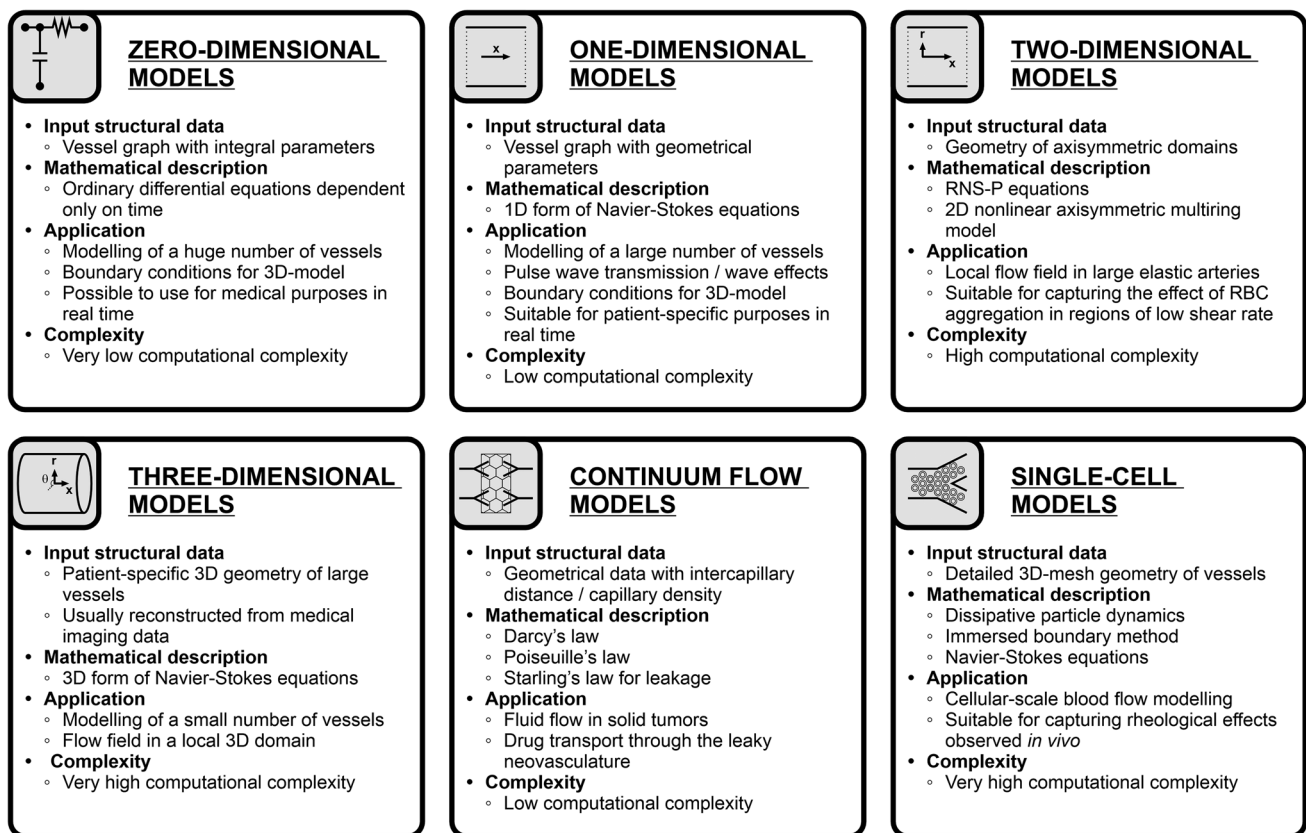 ZERO-DIMENSIONAL
MODELS
• Input structural data
◦ Vessel graph with integral parameters
• Mathematical description
◦ Ordinary differential equations dependent
only on time
• Application
◦ Modelling of a huge number of vessels
◦ Boundary conditions for 3D-model
◦ Possible to use for medical purposes in
real time
• Complexity
◦ Very low computational complexity
x
ONE-DIMENSIONAL
MODELS
• Input structural data
◦ Vessel graph with geometrical
parameters
• Mathematical description
◦ 1D form of Navier-Stokes equations
• Application
◦ Modelling of a large number of vessels
◦ Pulse wave transmission / wave effects
◦ Boundary conditions for 3D-model
◦ Suitable for patient-specific purposes in
real time
• Complexity
◦ Low computational complexity
r
x
TWO-DIMENSIONAL
MODELS
• Input structural data
◦ Geometry of axisymmetric domains
• Mathematical description
◦ RNS-P equations
◦ 2D nonlinear axisymmetric multiring
model
• Application
◦ Local flow field in large elastic arteries
◦ Suitable for capturing the effect of RBC
aggregation in regions of low shear rate
• Complexity
◦ High computational complexity
r
θ
x
THREE-DIMENSIONAL
MODELS
• Input structural data
◦ Patient-specific 3D geometry of large
vessels
◦ Usually reconstructed from medical
imaging data
• Mathematical description
◦ 3D form of Navier-Stokes equations
• Application
◦ Modelling of a small number of vessels
◦ Flow field in a local 3D domain
• Complexity
◦ Very high computational complexity
CONTINUUM FLOW
MODELS
• Input structural data
◦ Geometrical data with intercapillary
distance / capillary density
• Mathematical description
◦ Darcy's law
◦ Poiseuille's law
◦ Starling's law for leakage
• Application
◦ Fluid flow in solid tumors
◦ Drug transport through the leaky
neovasculature
• Complexity
◦ Low computational complexity
SINGLE-CELL
MODELS
• Input structural data
◦ Detailed 3D-mesh geometry of vessels
• Mathematical description
◦ Dissipative particle dynamics
◦ Immersed boundary method
◦ Navier-Stokes equations
• Application
◦ Cellular-scale blood flow modelling
◦ Suitable for capturing rheological effects
observed in vivo
• Complexity
◦ Very high computational complexity